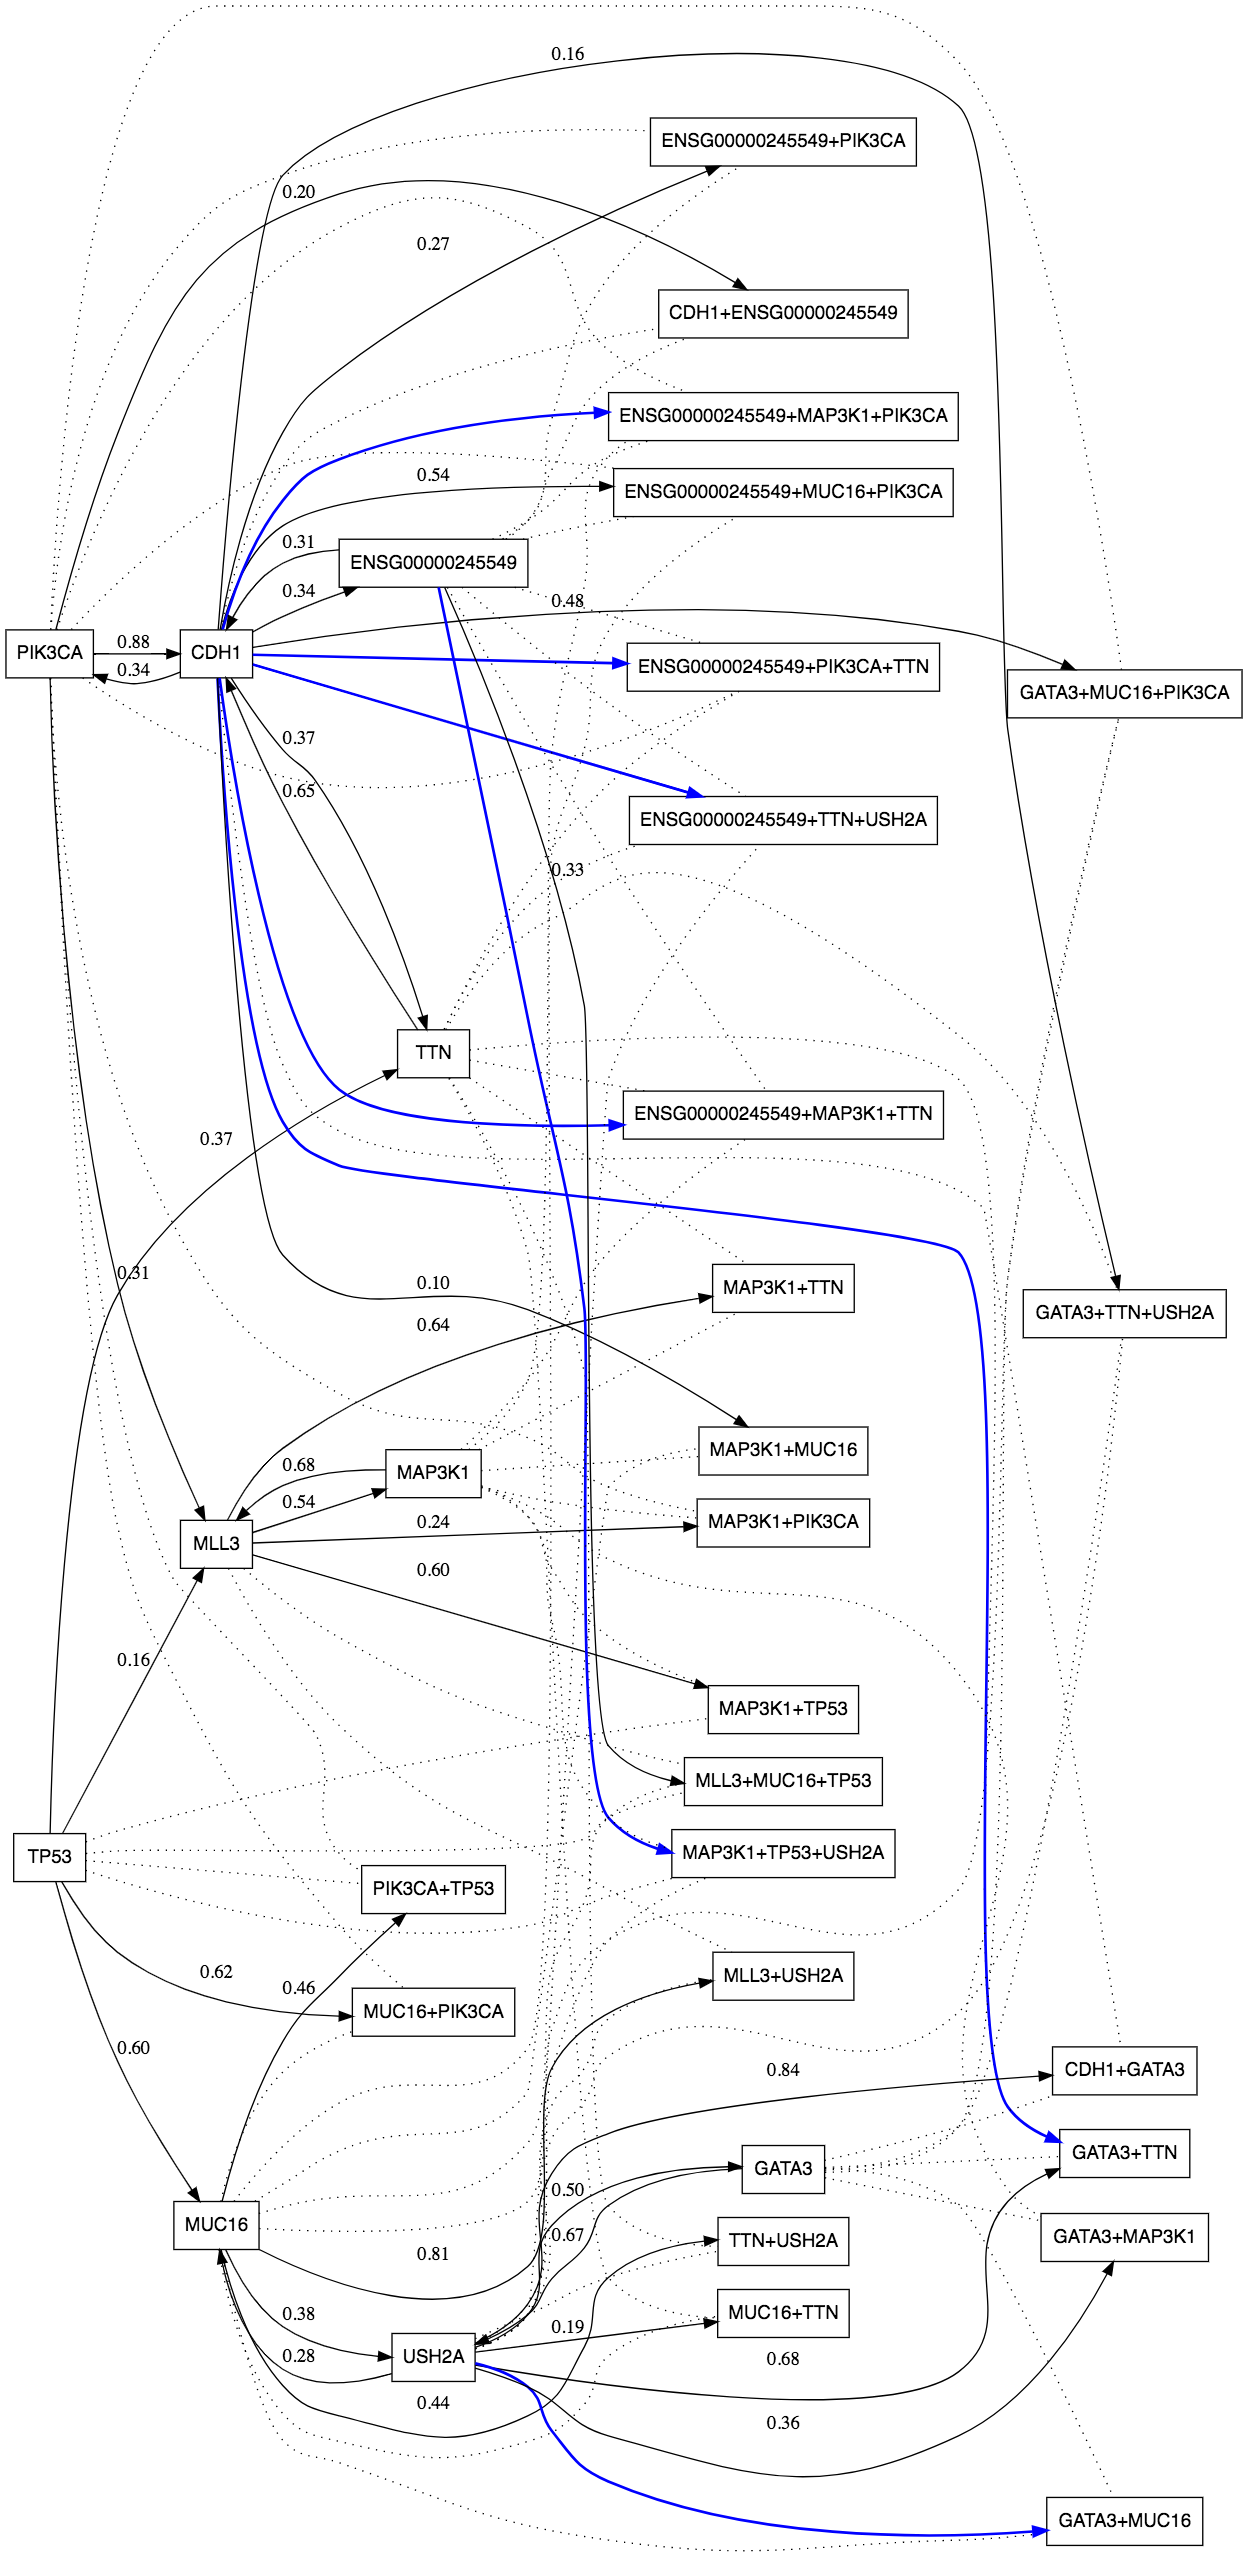 0.16
ENSG00000245549+PIK3CA
0.20
0.27
CDH1+ENSG00000245549
ENSG00000245549+MAP3K1+PIK3CA
0.54
ENSG00000245549+MUC16+PIK3CA
0.31
ENSG00000245549
0.34
0.48
PIK3CA
0.88
CDH1
0.34
ENSG00000245549+PIK3CA+TTN
GATA3+MUC16+PIK3CA
0.37
0.65
ENSG00000245549+TTN+USH2A
0.33
TTN
ENSG00000245549+MAP3K1+TTN
0.37
0.31
0.10
MAP3K1+TTN
GATA3+TTN+USH2A
0.64
MAP3K1+MUC16
0.68
MAP3K1
0.54
0.24
MAP3K1+PIK3CA
MLL3
0.60
0.16
MAP3K1+TP53
MLL3+MUC16+TP53
TP53
MAP3K1+TP53+USH2A
PIK3CA+TP53
0.62
0.46
MLL3+USH2A
MUC16+PIK3CA
0.60
0.84
CDH1+GATA3
GATA3+TTN
GATA3
0.50
MUC16
0.67
TTN+USH2A
GATA3+MAP3K1
0.81
0.38
MUC16+TTN
0.19
0.28
USH2A
0.68
0.44
0.36
GATA3+MUC16